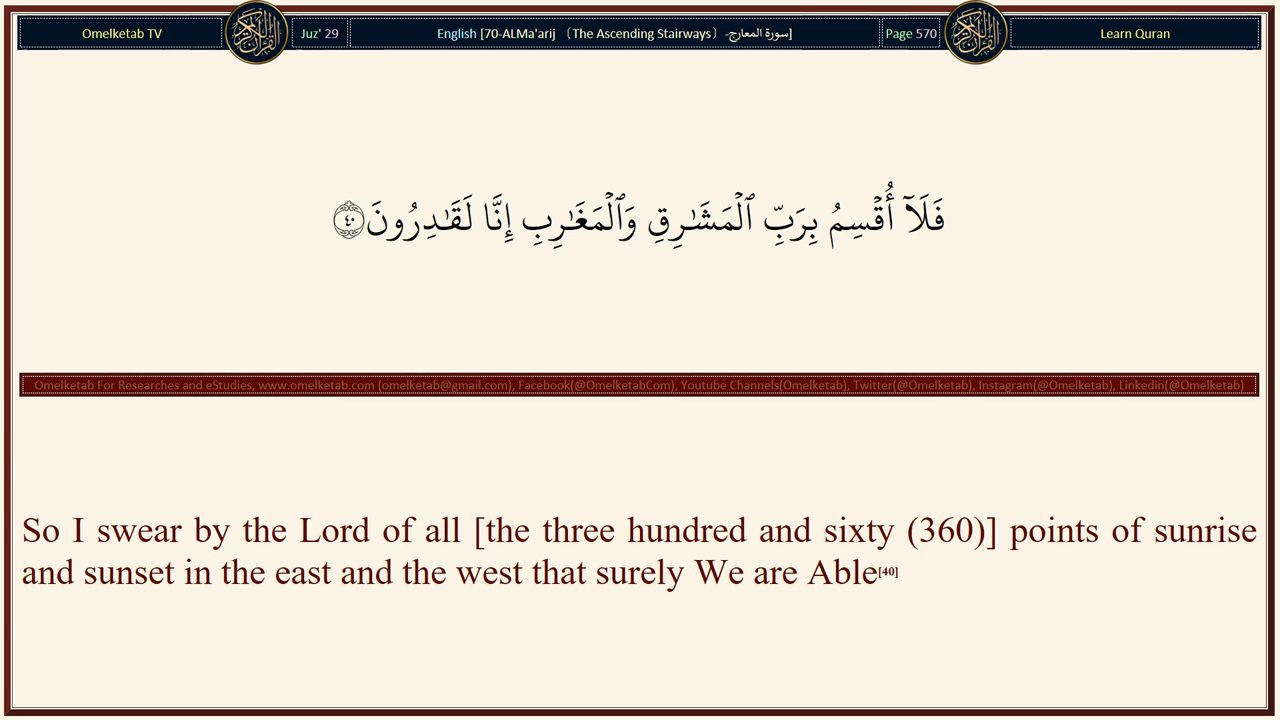 Omelketab TV
Juz' 29
English [70-ALMa'arij 〔The Ascending Stairways〕-سورة المعارج]
Page 570
Learn Quran
فَلَآ أُقۡسِمُ بِرَبِّ ٱلۡمَشَٰرِقِ وَٱلۡمَغَٰرِبِ إِنَّا لَقَٰدِرُونَ ٤٠
Omelketab For Researches and eStudies, www.omelketab.com (omelketab@gmail.com), Facebook(@OmelketabCom), Youtube Channels(Omelketab), Twitter(@Omelketab), Instagram(@Omelketab), Linkedin(@Omelketab)
So I swear by the Lord of all [the three hundred and sixty (360)] points of sunrise
and sunset in the east and the west that surely We are Able[40]